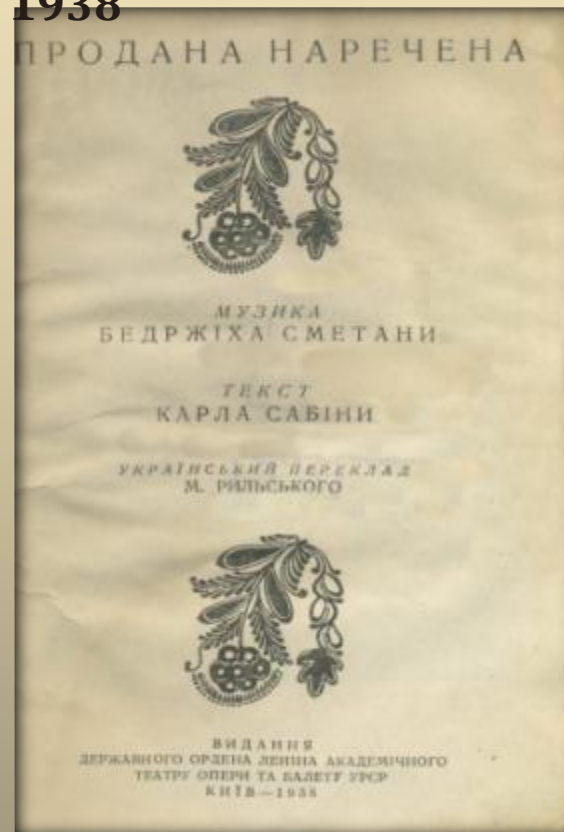 1938
ПРОДАНА НАРЕЧЕНА
МУЗИКА
БЕДРЖІХА СМЕТАНИ
ТЕКСТ
КАРЛА САБІНИ
УКРАЇНСЬКИЙ ПЕРЕКЛАД
М. РИЛЬСЬКОГО
ВИДАННЯ
ДЕРЖАВНОГО ОРДЕНА ЛЕНІНА АКАДЕМІЧНОГО
ТЕАТРУ ОПЕРИ ТА БАЛЕТУ УРСР
КИЇВ—1938